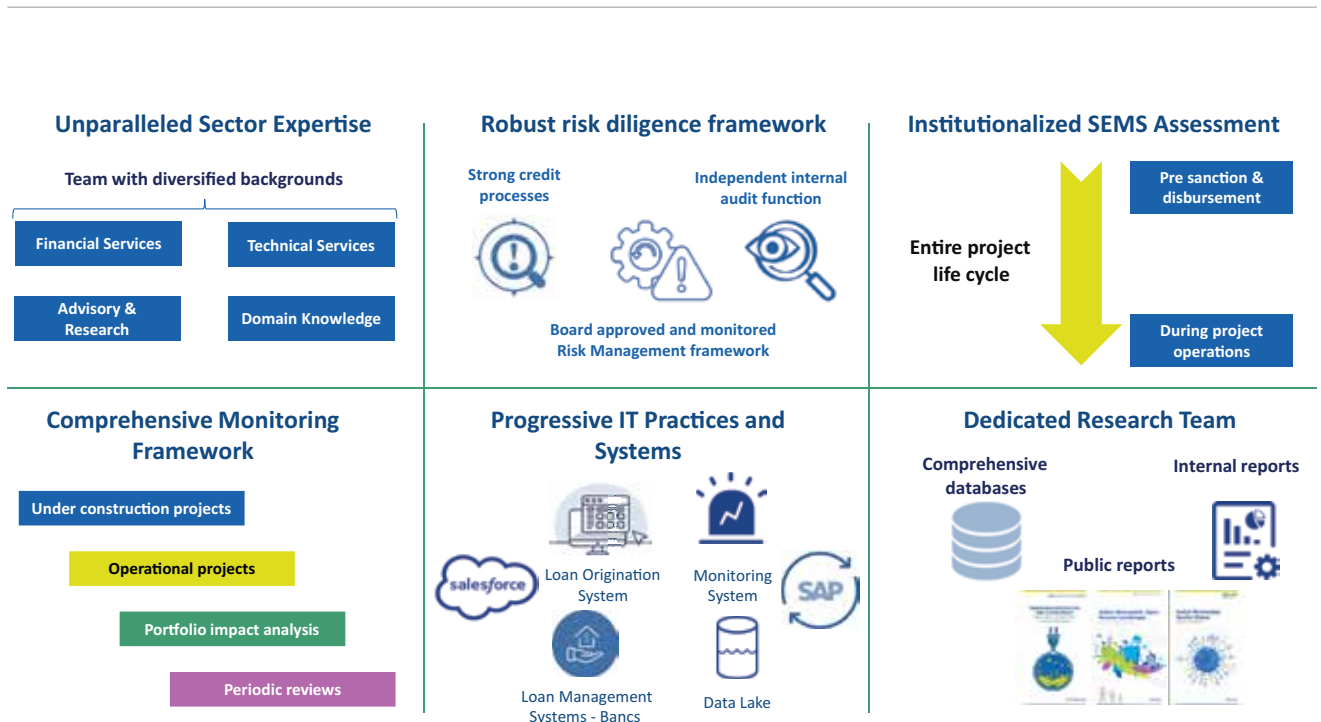 Unparalleled Sector Expertise
Team with diversified backgrounds
Financial Services
Technical Services
Advisory &
Research
Domain Knowledge
Robust risk diligence framework
Strong credit
processes
Independent internal
audit function
Board approved and monitored
Risk Management framework
Institutionalized SEMS Assessment
Pre sanction &
disbursement
Entire project
life cycle
During project
operations
Comprehensive Monitoring
Framework
Under construction projects
Operational projects
Portfolio impact analysis
Periodic reviews
Progressive IT Practices and
Systems
salesforce
Loan Origination
System
Monitoring
System
SAP
Loan Management
Systems - Bancs
Data Lake
Dedicated Research Team
Comprehensive
databases
Internal reports
Public reports